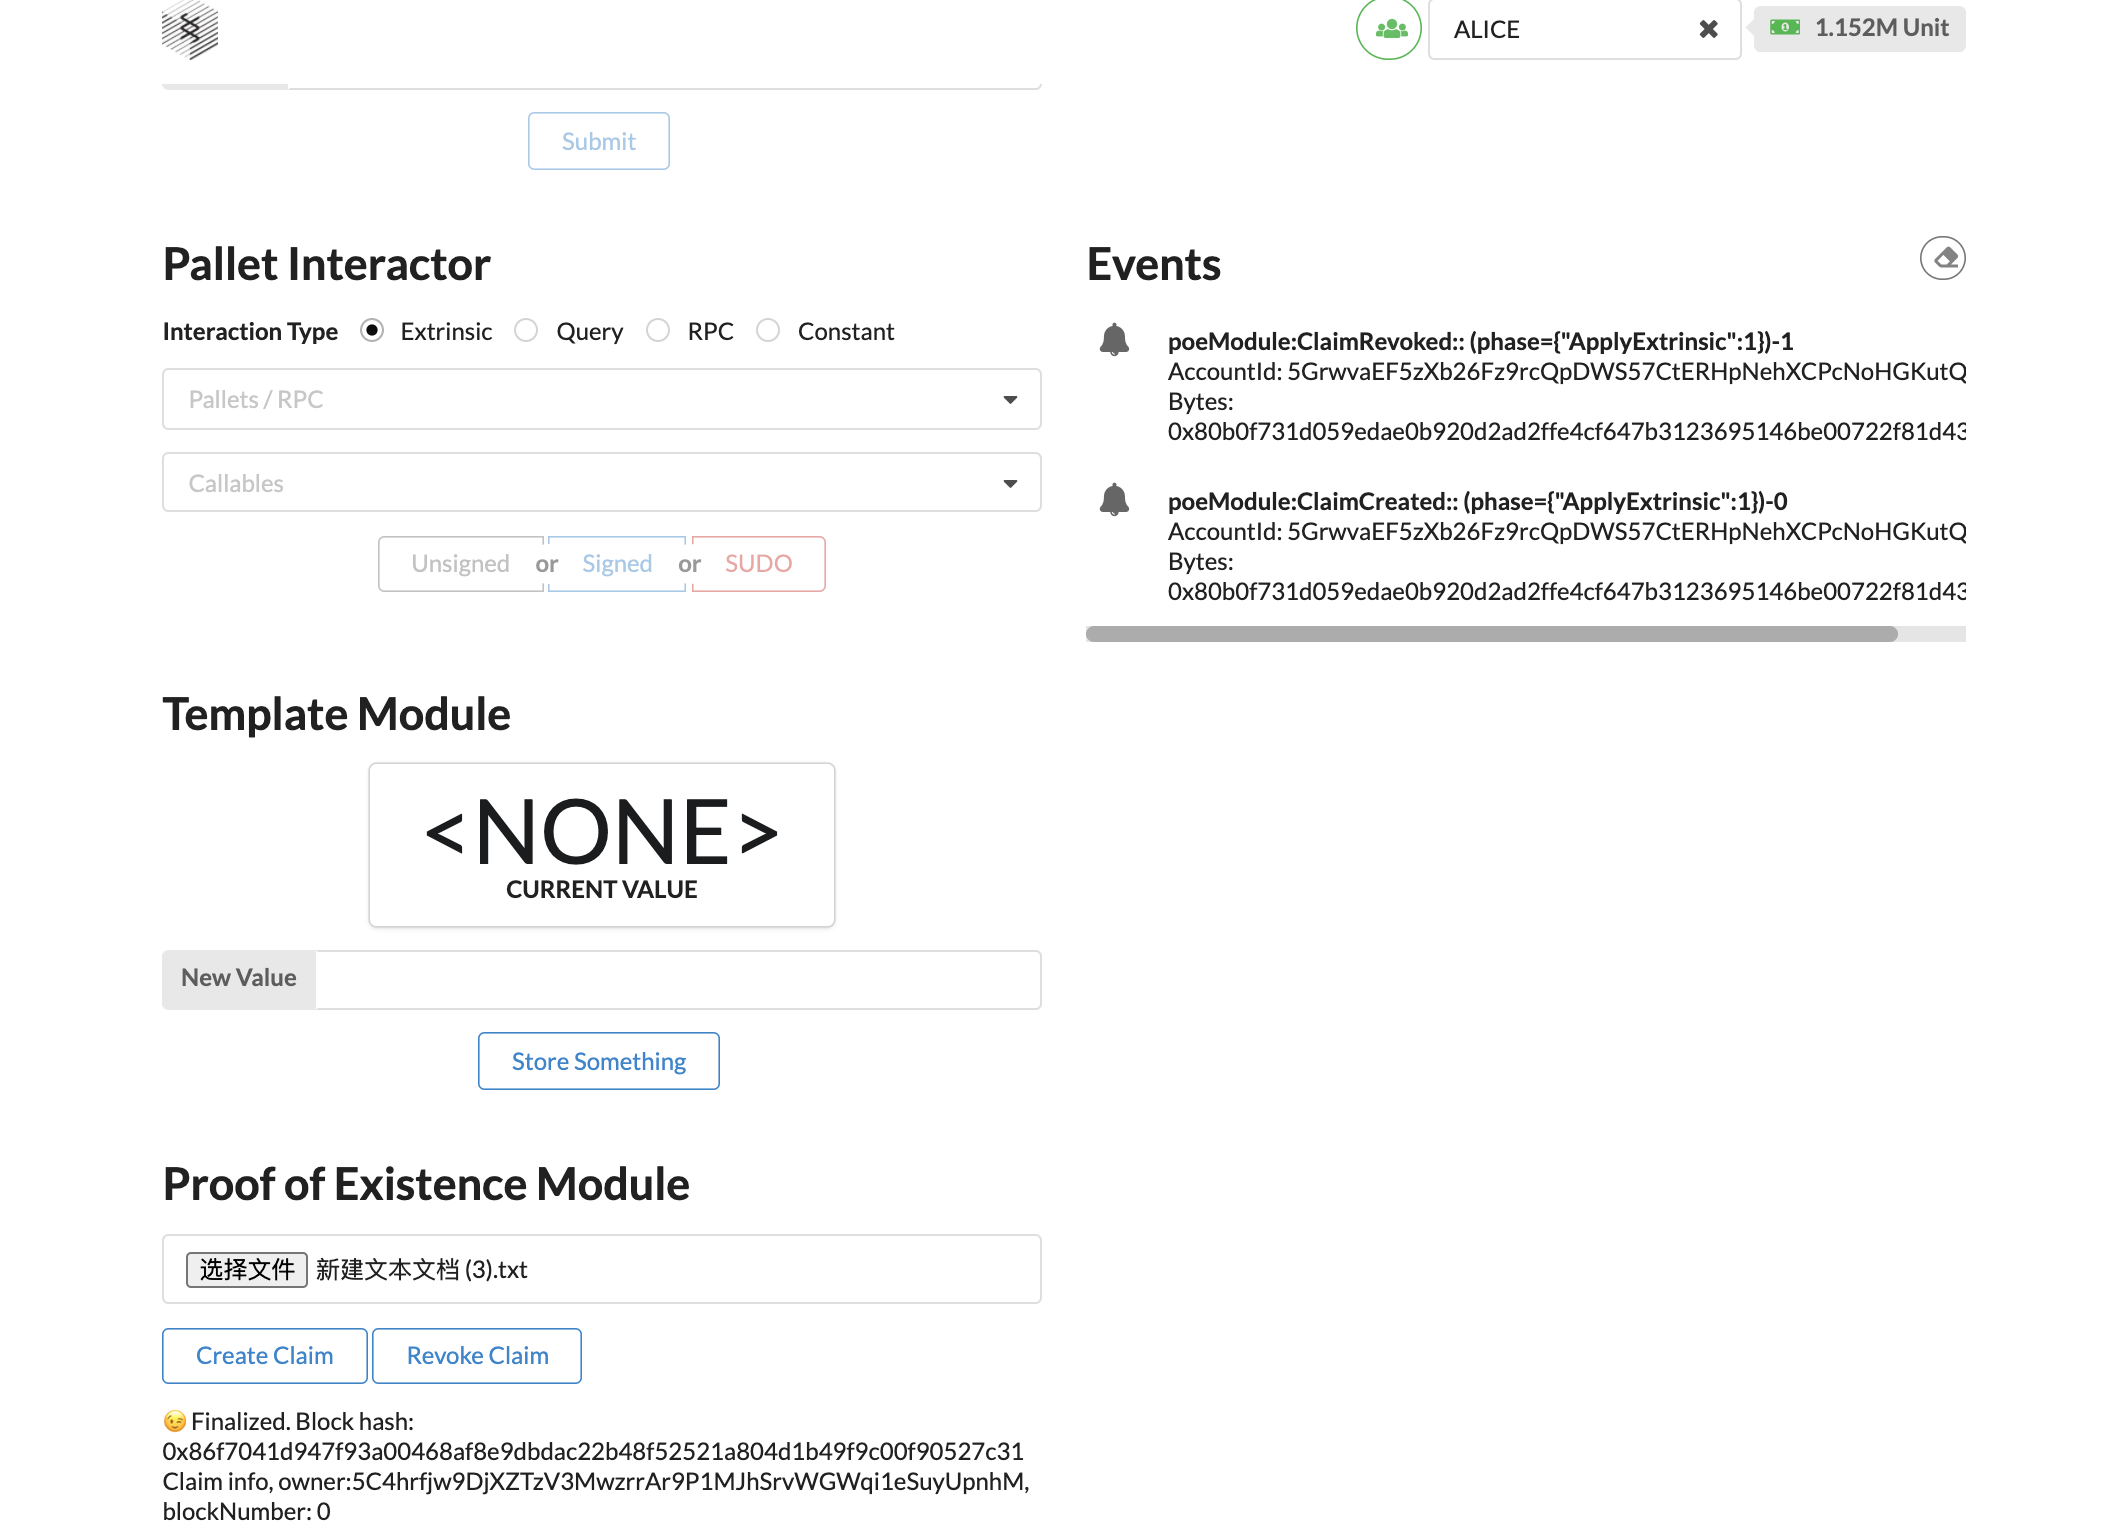 ALICE
1.152M Unit
Submit
Pallet Interactor
Interaction Type Extrinsic Query RPC Constant
Pallets / RPC
Callables
Unsigned or Signed or SUDO
Events
poeModule:ClaimRevoked:: (phase={"ApplyExtrinsic":1})-1
AccountId: 5GrwvaEF5zXb26Fz9rcQpDWS57CtERHpNehXCPcNoHGKutQ
Bytes:
0x80b0f731d059edae0b920d2ad2ffe4cf647b3123695146be00722f81d43
poeModule:ClaimCreated:: (phase={"ApplyExtrinsic":1})-0
AccountId: 5GrwvaEF5zXb26Fz9rcQpDWS57CtERHpNehXCPcNoHGKutQ
Bytes:
0x80b0f731d059edae0b920d2ad2ffe4cf647b3123695146be00722f81d43
Template Module
<NONE>
CURRENT VALUE
New Value
Store Something
Proof of Existence Module
选择文件 新建文本文档 (3).txt
Create Claim Revoke Claim
😉 Finalized. Block hash:
0x86f7041d947f93a00468af8e9dbdac22b48f52521a804d1b49f9c00f90527c31
Claim info, owner:5C4hrfjw9DjXZTzV3MwzrrAr9P1MJhSrvWGWqi1eSuyUpnhM,
blockNumber: 0